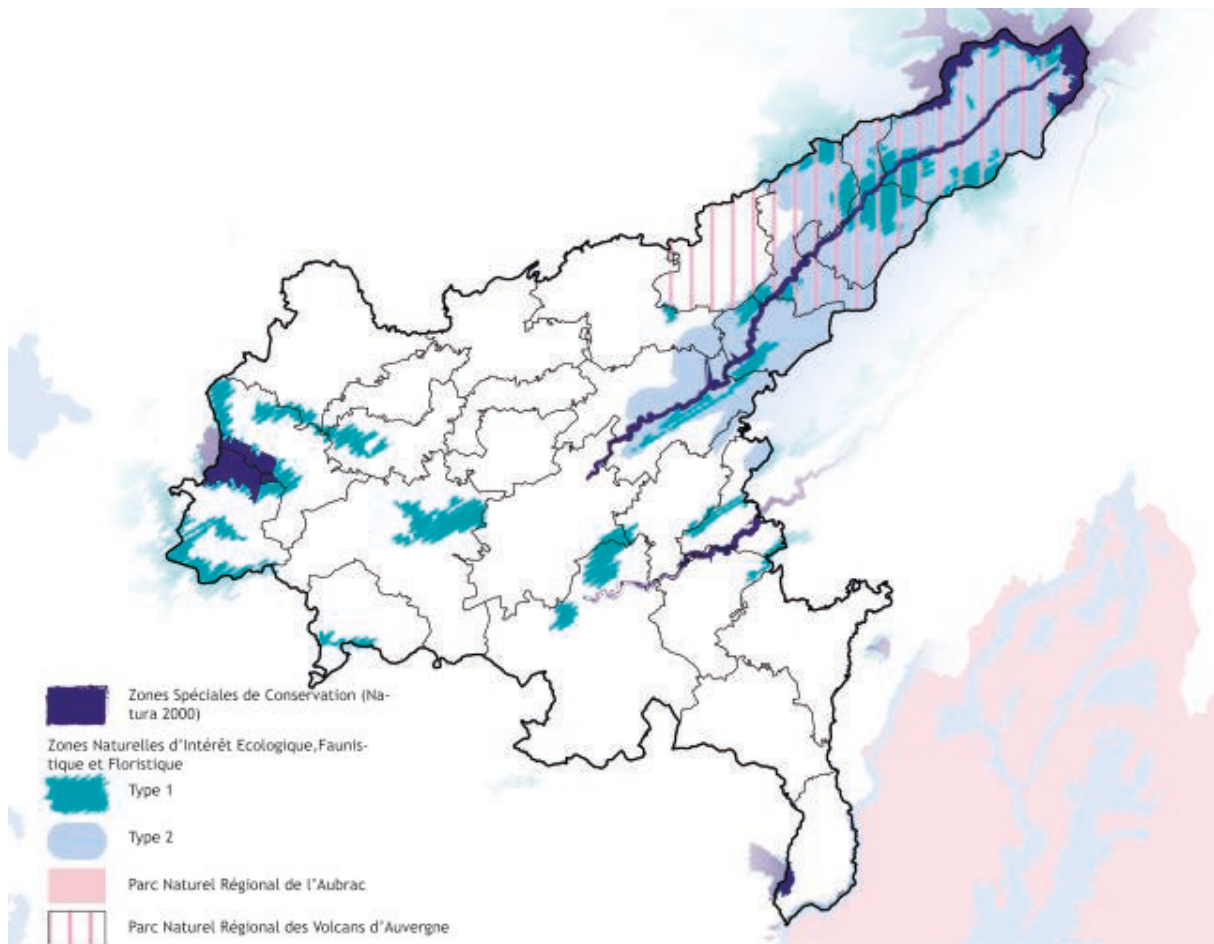 Zones Spéciales de Conservation (Na-
tura 2000)
Zones Naturelles d'Intérêt Ecologique,Faunis-
tique et Floristique
Type 1
Type 2
Parc Naturel Régional de l'Aubrac
Parc Naturel Régional des Volcans d'Auvergne